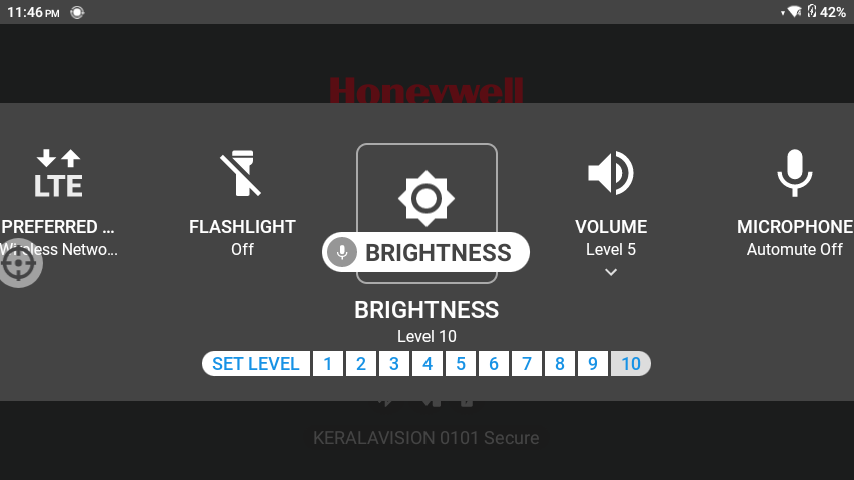 11:46 PM
42%
Honeywell
PREFERRED ...
Wireless Netwo...
FLASHLIGHT
Off
BRIGHTNESS
VOLUME
Level 5
MICROPHONE
Automute Off
BRIGHTNESS
Level 10
SET LEVEL 1 2 3 4 5 6 7 8 9 10
KERALAVISION 0101 Secure
LTE